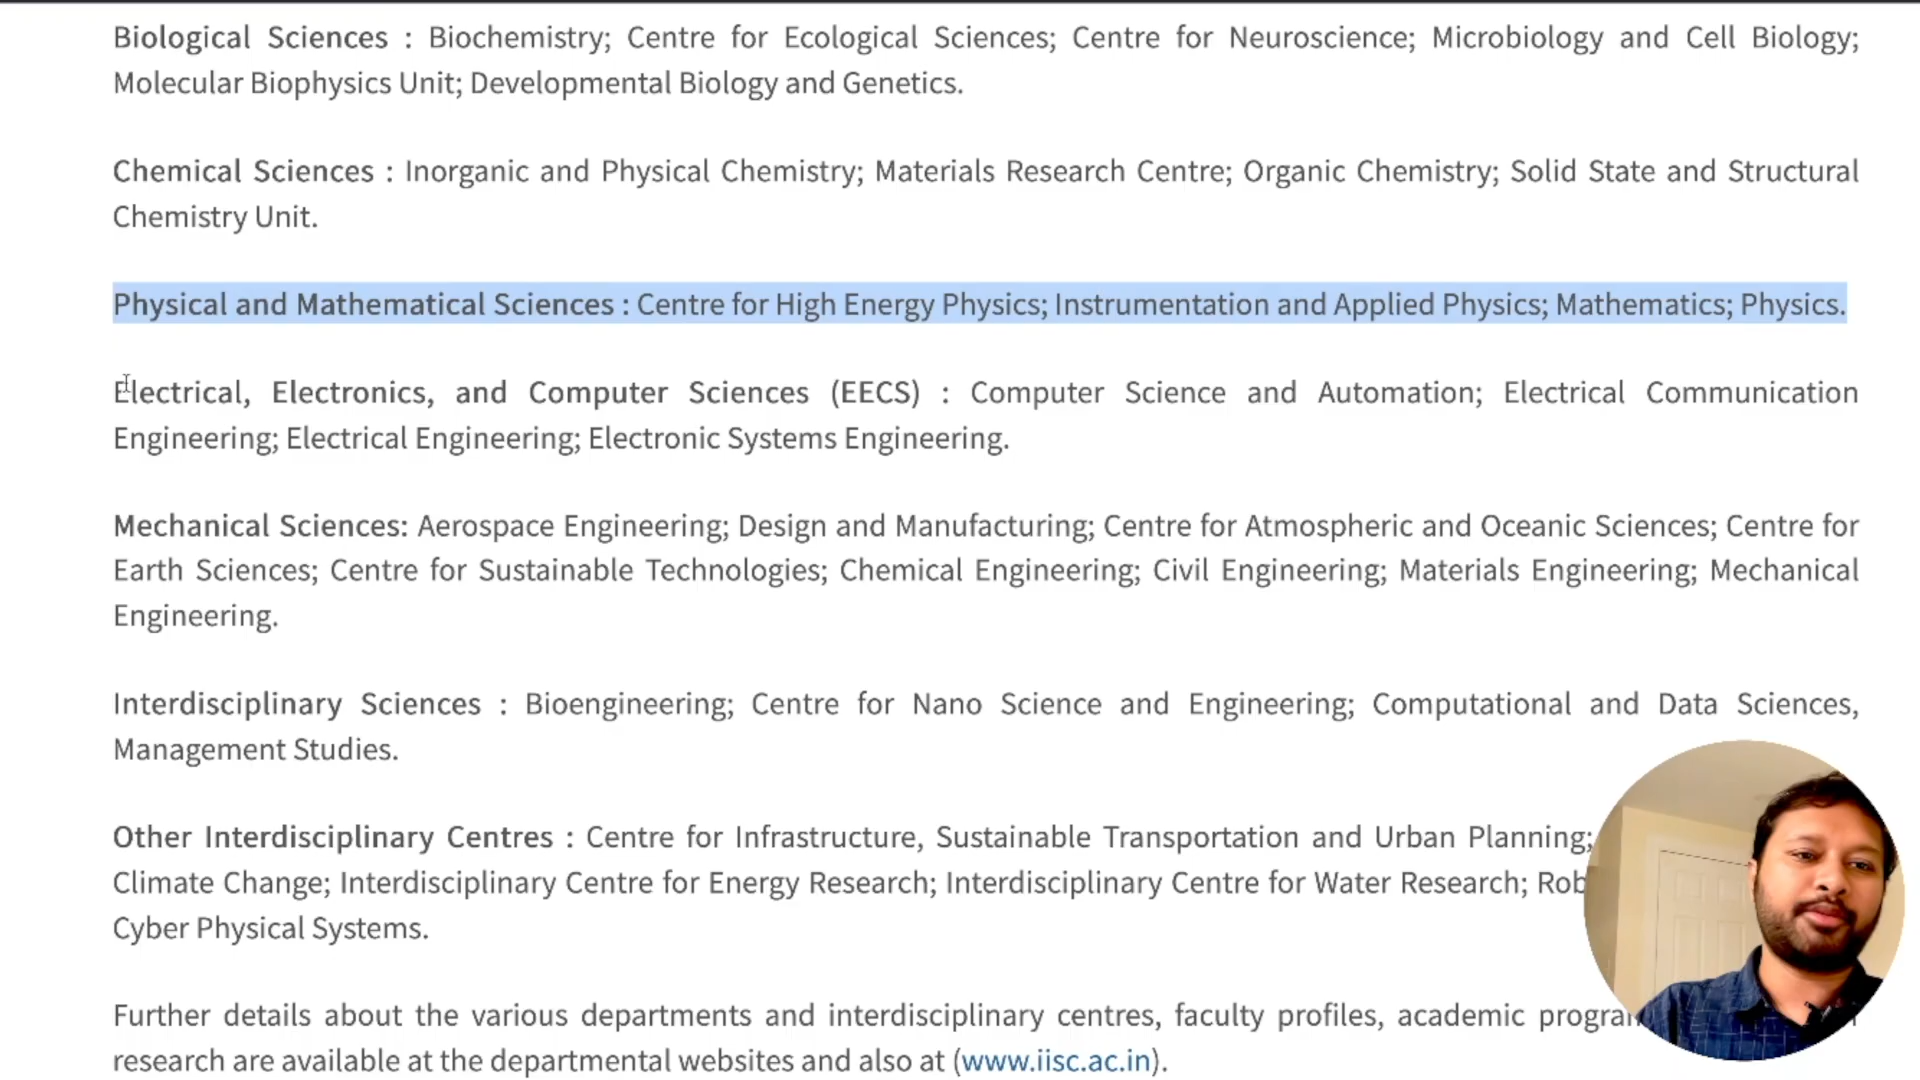 Biological Sciences : Biochemistry; Centre for Ecological Sciences; Centre for Neuroscience; Microbiology and Cell Biology;
Molecular Biophysics Unit; Developmental Biology and Genetics.
Chemical Sciences : Inorganic and Physical Chemistry; Materials Research Centre; Organic Chemistry; Solid State and Structural
Chemistry Unit.
Physical and Mathematical Sciences : Centre for High Energy Physics; Instrumentation and Applied Physics; Mathematics; Physics.
Electrical, Electronics, and Computer Sciences (EECS) : Computer Science and Automation; Electrical Communication
Engineering; Electrical Engineering; Electronic Systems Engineering.
Mechanical Sciences: Aerospace Engineering; Design and Manufacturing; Centre for Atmospheric and Oceanic Sciences; Centre for
Earth Sciences; Centre for Sustainable Technologies; Chemical Engineering; Civil Engineering; Materials Engineering; Mechanical
Engineering.
Interdisciplinary Sciences : Bioengineering; Centre for Nano Science and Engineering; Computational and Data Sciences,
Management Studies.
Other Interdisciplinary Centres : Centre for Infrastructure, Sustainable Transportation and Urban Planning;
Climate Change; Interdisciplinary Centre for Energy Research; Interdisciplinary Centre for Water Research;
Cyber Physical Systems.
Further details about the various departments and interdisciplinary centres, faculty profiles, academic
research are available at the departmental websites and also at (www.iisc.ac.in).